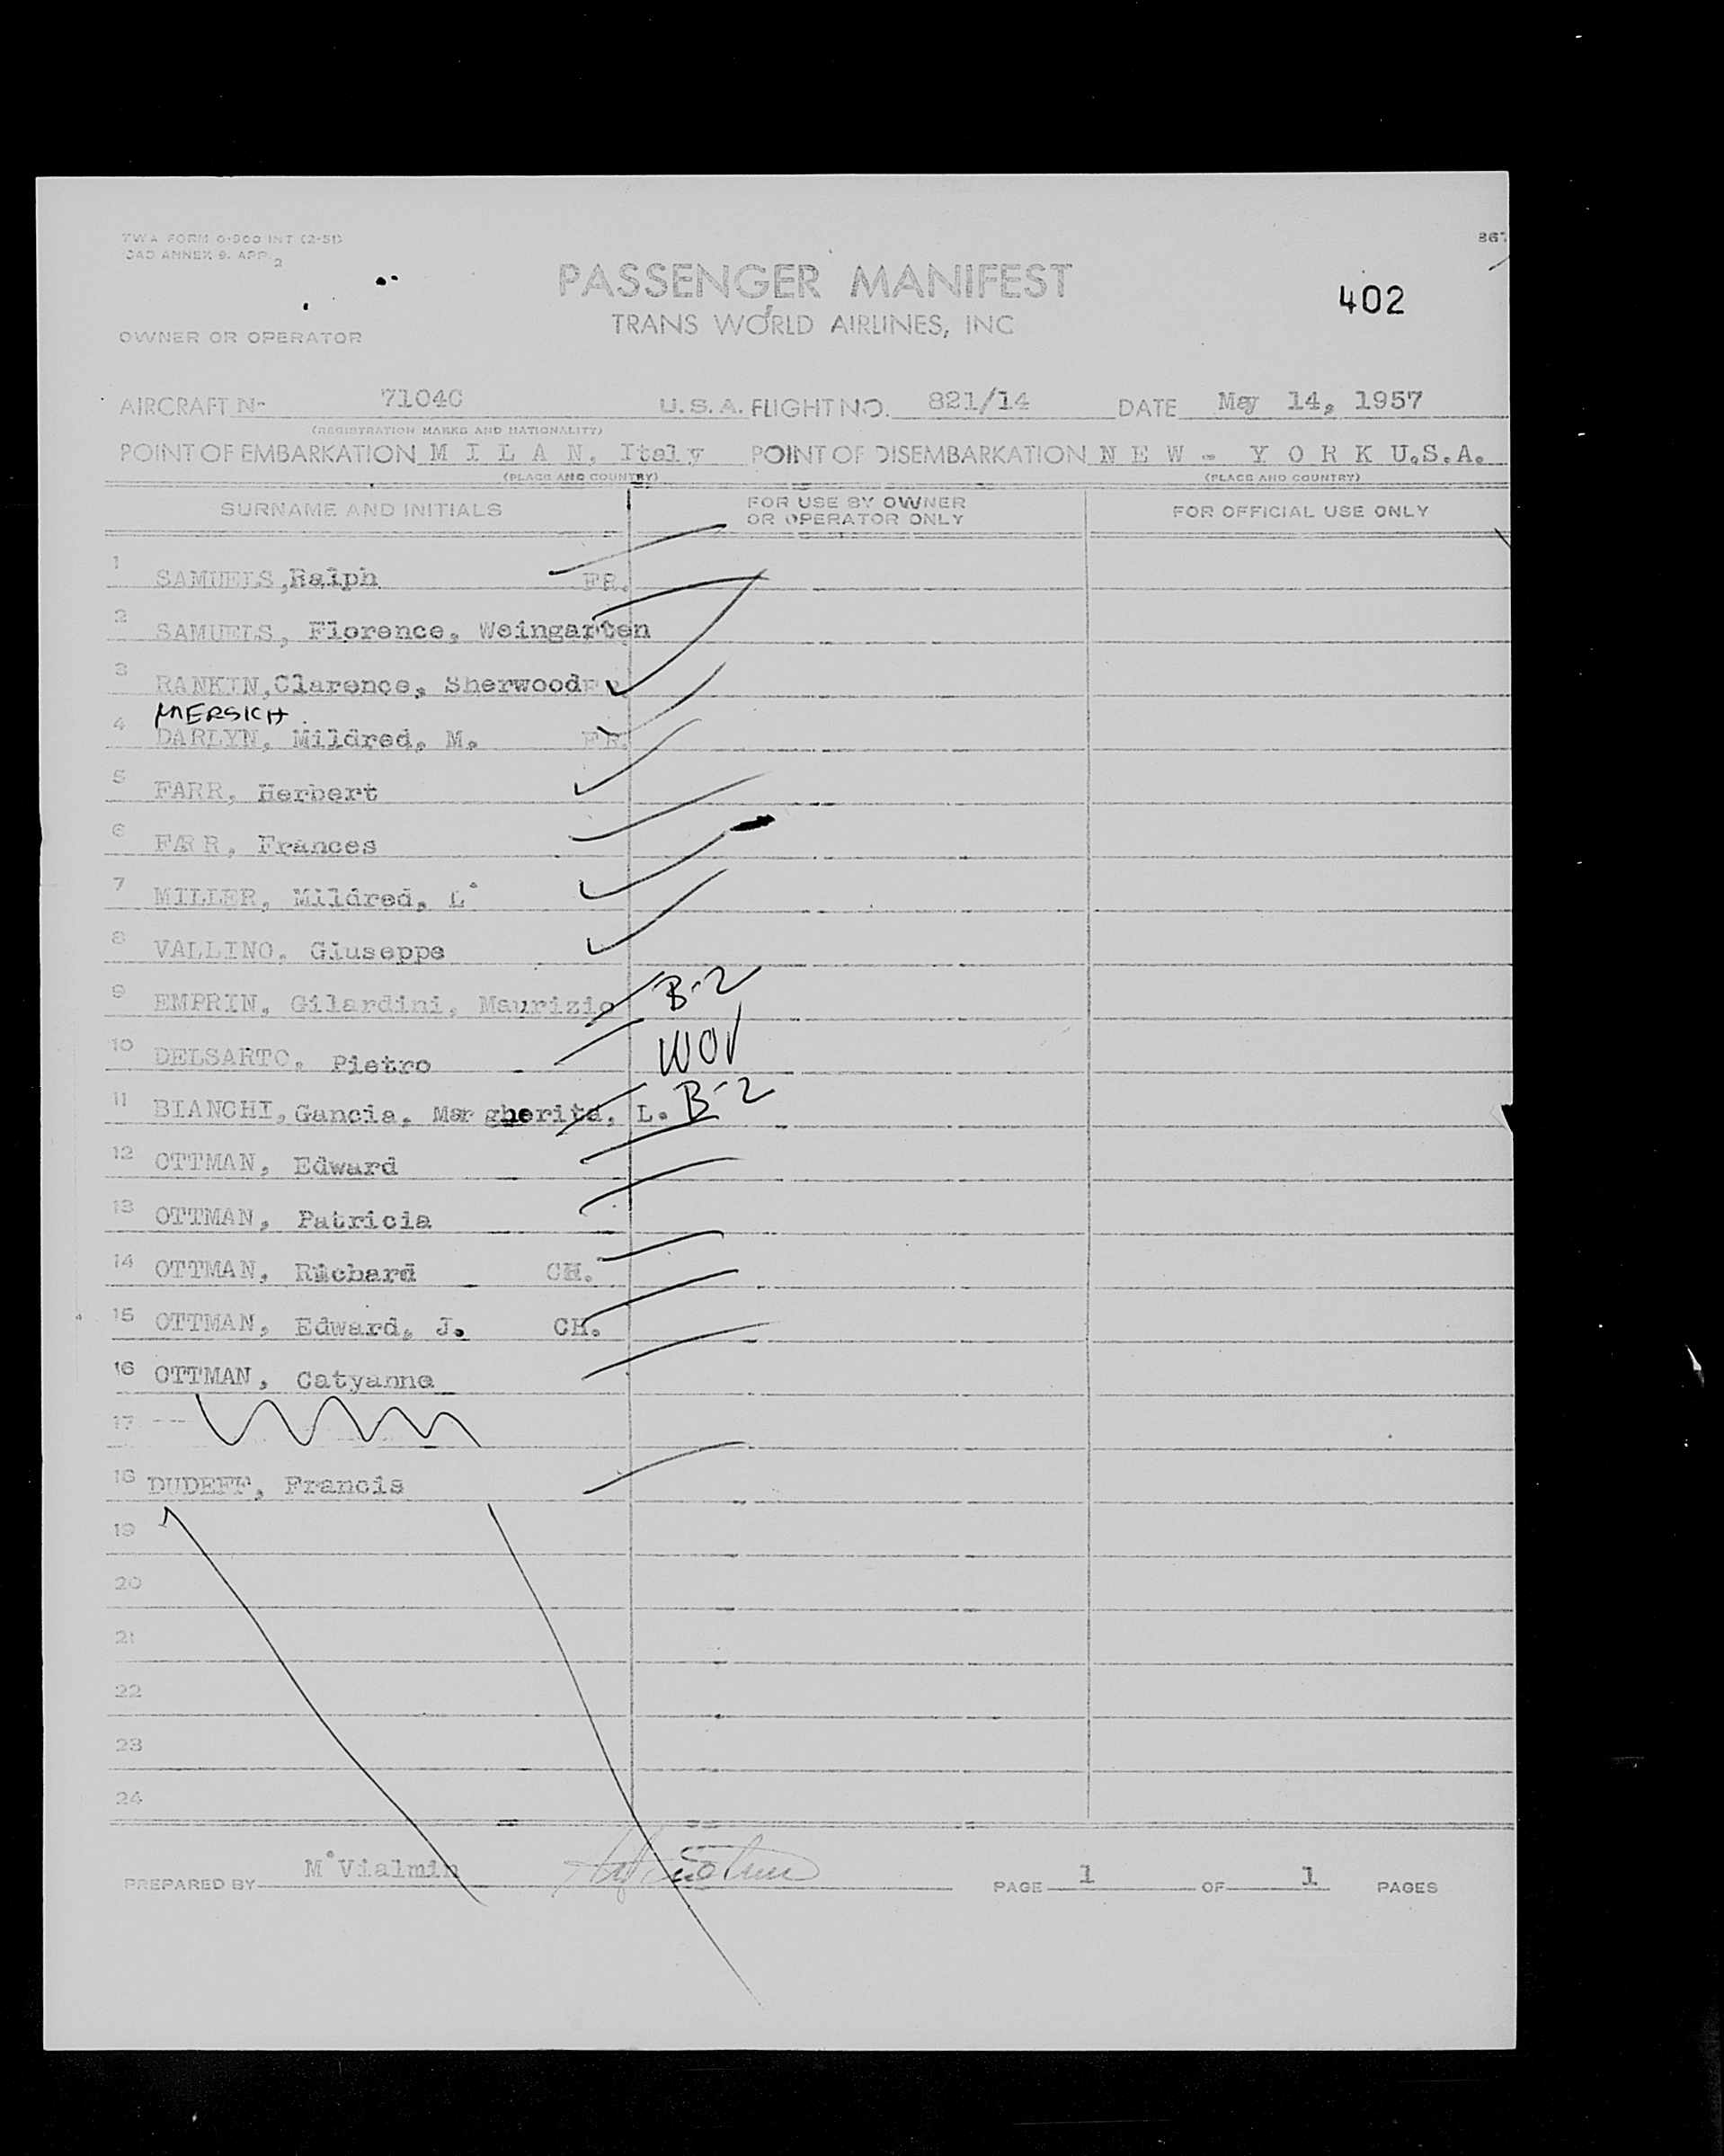 TWA FORM 0-900 INT (2-51)
CAO ANNEX 9. APP. 2
867
PASSENGER MANIFEST
402
TRANS WORLD AIRLINES, INC
OWNER OR OPERATOR
AIRCRAFT No 7104C U.S.A. FLIGHT NO. 821/14 DATE May 14, 1957
(REGISTRATION MARKS AND NATIONALITY)
POINT OF EMBARKATION M I L A N, Italy POINT OF DISEMBARKATION N E W - Y O R K U.S.A.
(PLACE AND COUNTRY) (PLACE AND COUNTRY)
SURNAME AND INITIALS FOR USE BY OWNER OR OPERATOR ONLY FOR OFFICIAL USE ONLY
1 SAMUELS, Ralph FR.
2 SAMUELS, Florence, Weingarten
3 RANKIN, Clarence, Sherwood
MERSICH
4 DARLYN, Mildred, M. FR.
5 FARR, Herbert
6 FARR, Frances
7 MILLER, Mildred, L.
8 VALLINO, Giuseppe
9 EMPRIN, Gilardini, Maurizio B-2
10 DELSARTO, Pietro WOV
11 BIANCHI, Gancia, Margherita, L. B-2
12 OTTMAN, Edward
13 OTTMAN, Patricia
14 OTTMAN, Richard CH.
15 OTTMAN, Edward, J. CH.
16 OTTMAN, Catyanne
17 --
18 DUDEFF, Francis
19
20
21
22
23
24
PREPARED BY M°Vialmin PAGE 1 OF 1 PAGES